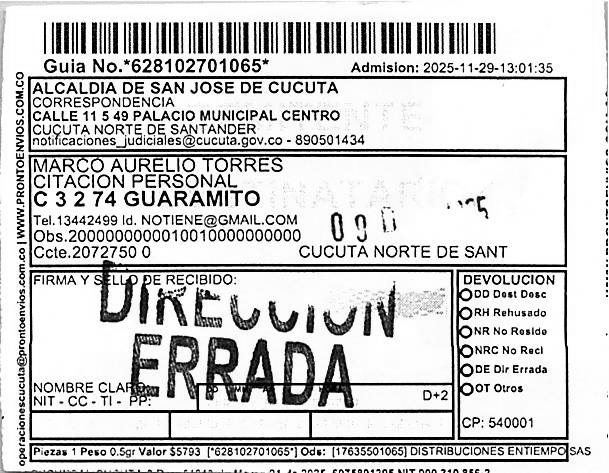 Guia No.*628102701065*
Admision: 2025-11-29-13:01:35
ALCALDIA DE SAN JOSE DE CUCUTA
CORRESPONDENCIA
CALLE 11 5 49 PALACIO MUNICIPAL CENTRO
CUCUTA NORTE DE SANTANDER
notificaciones_judiciales@cucuta.gov.co - 890501434
MARCO AURELIO TORRES
CITACION PERSONAL
C 3 2 74 GUARAMITO
Tel.13442499 Id. NOTIENE@GMAIL.COM
09 D
Obs.20000000000100100000000000
Ccte.2072750 0
CUCUTA NORTE DE SANT
FIRMA Y SELLO DE RECIBIDO:
DIRECCION
ERRADA
NOMBRE CLARO:
NIT - CC - TI - PP:
D+2
DEVOLUCION
DD Dest Desc
RH Rehusado
NR No Reside
NRC No Recl
DE Dir Errada
OT Otros
CP: 540001
Piezas 1 Peso 0.5gr Valor $5793 [*628102701065*] Ods: [17635501065] DISTRIBUCIONES ENTIEMPO SAS
operacionescucuta@prontoenvios.com.co | WWW.PRONTOENVIOS.COM.CO